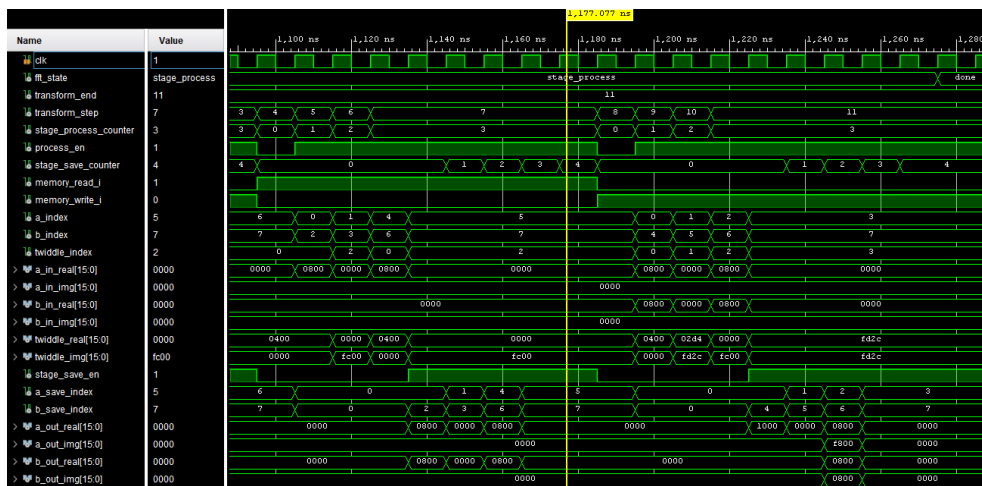 1,177.077 ns
Name Value 1,100 ns 1,120 ns 1,140 ns 1,160 ns 1,180 ns 1,200 ns 1,220 ns 1,240 ns 1,260 ns 1,280
clk 1
fft_state stage_process stage_process done
transform_end 11 11
transform_step 7 3 4 5 6 7 8 9 10 11
stage_process_counter 3 3 0 1 2 3 0 1 2 3
process_en 1
stage_save_counter 4 4 0 1 2 3 4 0 1 2 3 4
memory_read_i 1
memory_write_i 0
a_index 5 6 0 1 4 5 0 1 2 3
b_index 7 7 2 3 6 7 4 5 6 7
twiddle_index 2 0 2 0 2 0 1 2 3
a_in_real[15:0] 0000 0000 0800 0000 0800 0000 0800 0000 0800 0000
a_in_img[15:0] 0000 0000
b_in_real[15:0] 0000 0000 0800 0000 0800 0000
b_in_img[15:0] 0000 0000
twiddle_real[15:0] 0000 0400 0000 0400 0000 0400 02d4 0000 fd2c
twiddle_img[15:0] fc00 0000 fc00 0000 fc00 0000 fd2c fc00 fd2c
stage_save_en 1
a_save_index 5 6 0 1 4 5 0 1 2 3
b_save_index 7 7 0 2 3 6 7 0 4 5 6 7
a_out_real[15:0] 0000 0000 0800 0000 0800 0000 1000 0000 0800 0000
a_out_img[15:0] 0000 0000 f800 0000
b_out_real[15:0] 0000 0000 0800 0000 0800 0000 0800 0000
b_out_img[15:0] 0000 0000 0800 0000